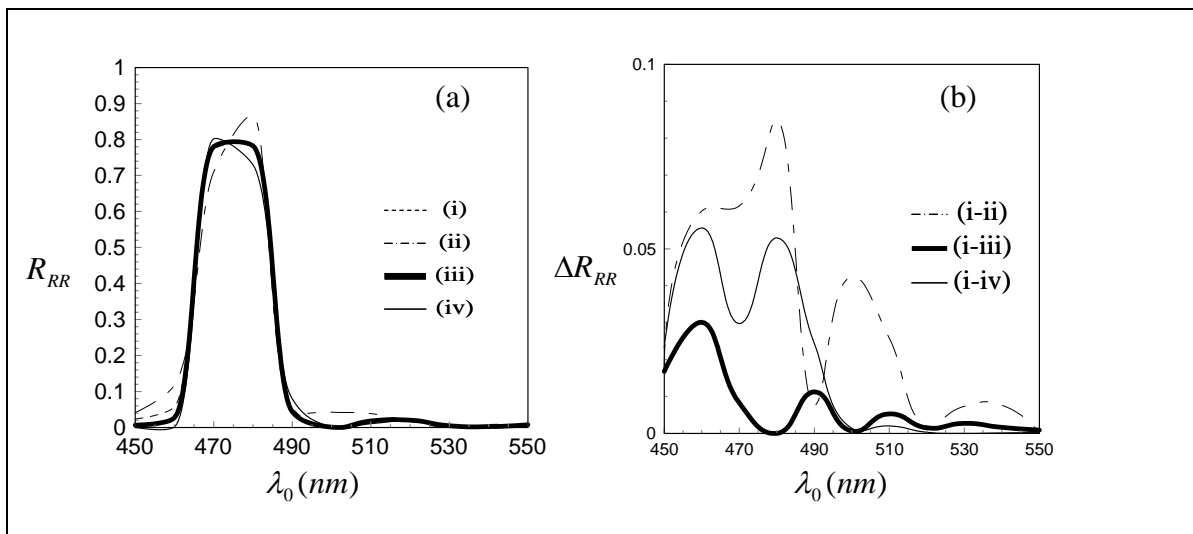 (a)
1
0.9
0.8
0.7
0.6
0.5
0.4
0.3
0.2
0.1
0
R_RR
(i)
(ii)
(iii)
(iv)
450 470 490 510 530 550
λ₀(nm)
(b)
0.1
0.05
0
ΔR_RR
(i-ii)
(i-iii)
(i-iv)
450 470 490 510 530 550
λ₀(nm)